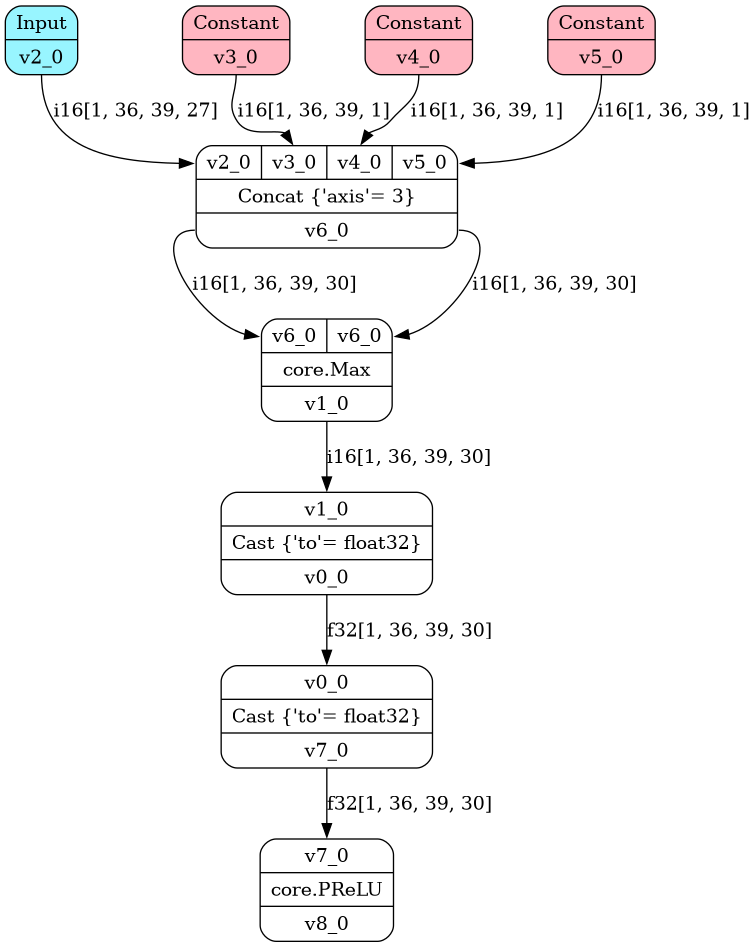 Input
v2_0
Constant
v3_0
Constant
v4_0
Constant
v5_0
i16[1, 36, 39, 27]
i16[1, 36, 39, 1]
i16[1, 36, 39, 1]
i16[1, 36, 39, 1]
v2_0 v3_0 v4_0 v5_0
Concat {'axis'= 3}
v6_0
i16[1, 36, 39, 30]
i16[1, 36, 39, 30]
v6_0 v6_0
core.Max
v1_0
i16[1, 36, 39, 30]
v1_0
Cast {'to'= float32}
v0_0
f32[1, 36, 39, 30]
v0_0
Cast {'to'= float32}
v7_0
f32[1, 36, 39, 30]
v7_0
core.PReLU
v8_0